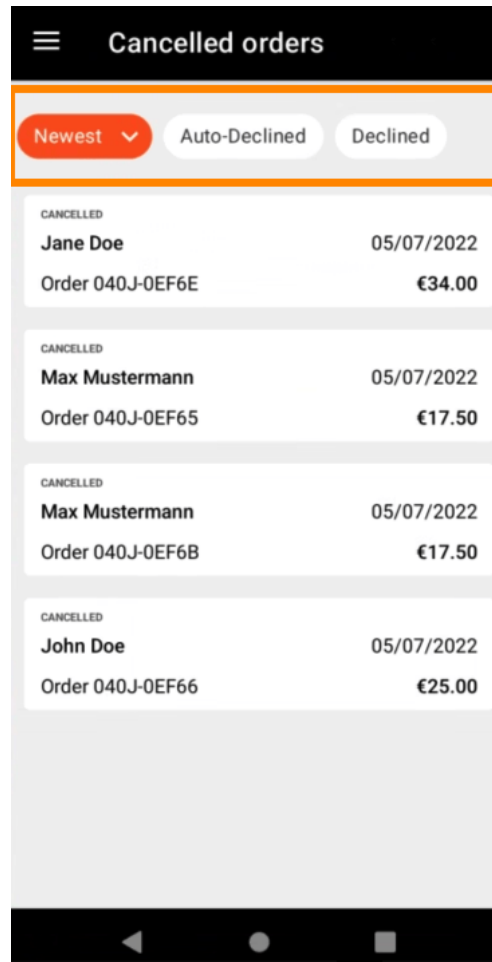 Cancelled orders
Newest Auto-Declined Declined
CANCELLED
Jane Doe 05/07/2022
Order 040J-0EF6E €34.00
CANCELLED
Max Mustermann 05/07/2022
Order 040J-0EF65 €17.50
CANCELLED
Max Mustermann 05/07/2022
Order 040J-0EF6B €17.50
CANCELLED
John Doe 05/07/2022
Order 040J-0EF66 €25.00